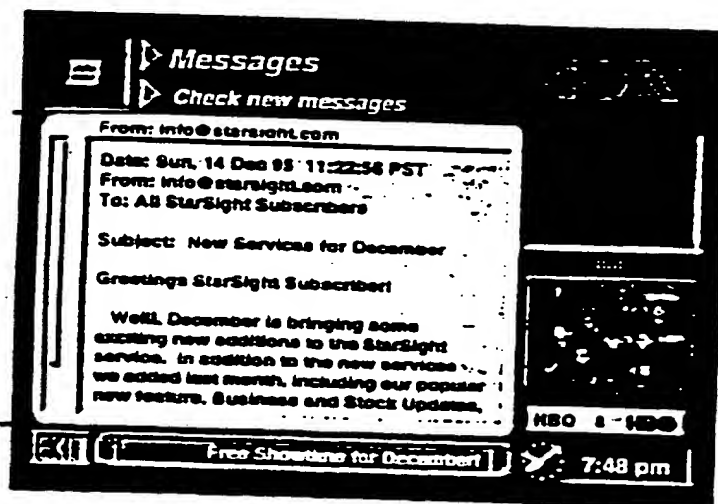 Messages
Check new messages
From: info@starsight.com
Date: Sun, 14 Dec 95 11:22:56 PST
From: info@starsight.com
To: All StarSight Subscribers
Subject: New Services for December
Greetings StarSight Subscriber!
Well, December is bringing some
exciting new additions to the StarSight
service. In addition to the new services
we added last month, including our popular
new feature, Business and Stock Updates,
HBO 8 HBO
Free Showtime for December!
7:48 pm